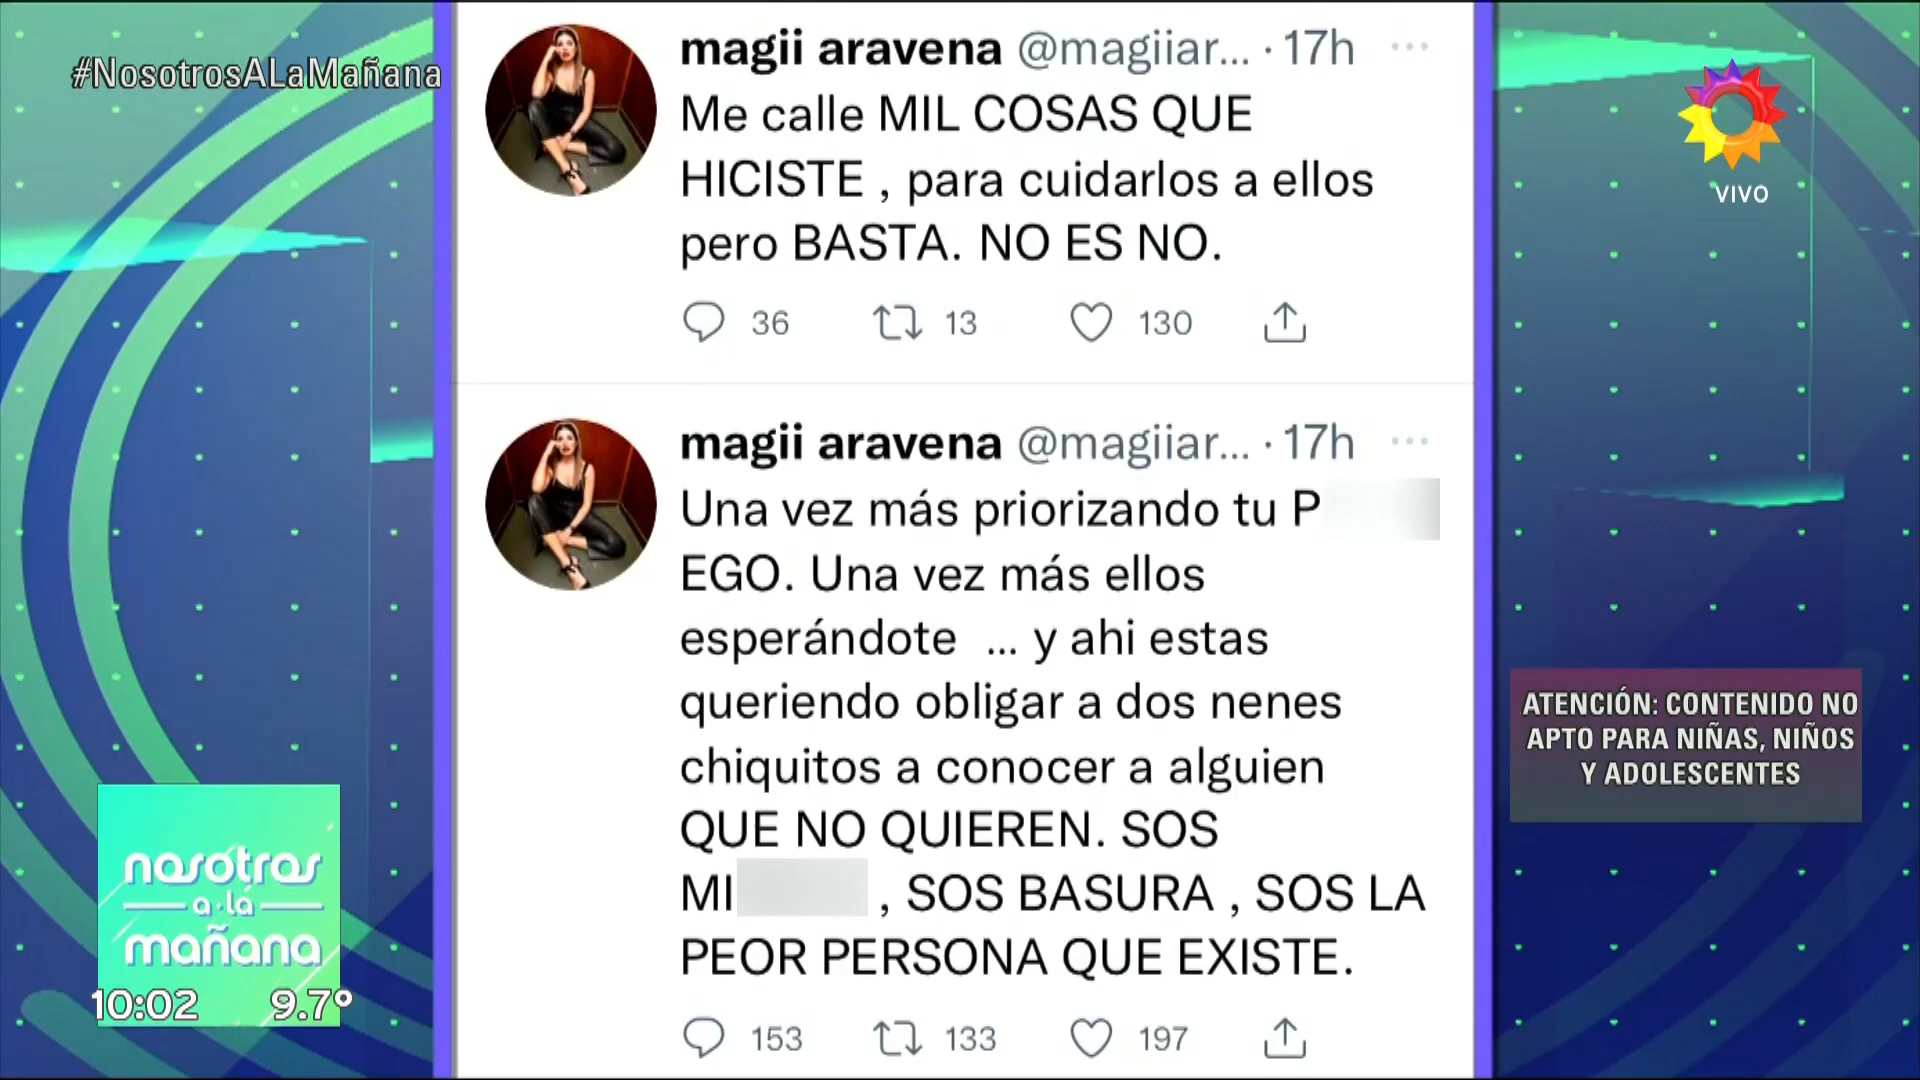 #NosotrosALaMañana
magii aravena @magiiar... · 17h
Me calle MIL COSAS QUE
HICISTE , para cuidarlos a ellos
pero BASTA. NO ES NO.
36 13 130
magii aravena @magiiar... · 17h
Una vez más priorizando tu P
EGO. Una vez más ellos
esperándote ... y ahi estas
queriendo obligar a dos nenes
chiquitos a conocer a alguien
QUE NO QUIEREN. SOS
MI , SOS BASURA , SOS LA
PEOR PERSONA QUE EXISTE.
153 133 197
VIVO
ATENCIÓN: CONTENIDO NO
APTO PARA NIÑAS, NIÑOS
Y ADOLESCENTES
nosotros
a·la
mañana
10:02 9.7°